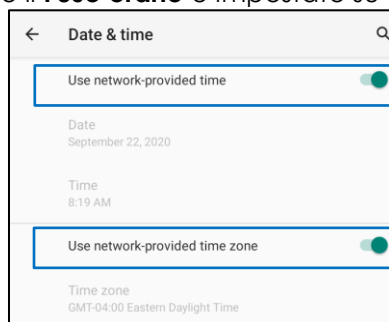 Date & time
Use network-provided time
Date
September 22, 2020
Time
8:19 AM
Use network-provided time zone
Time zone
GMT-04:00 Eastern Daylight Time